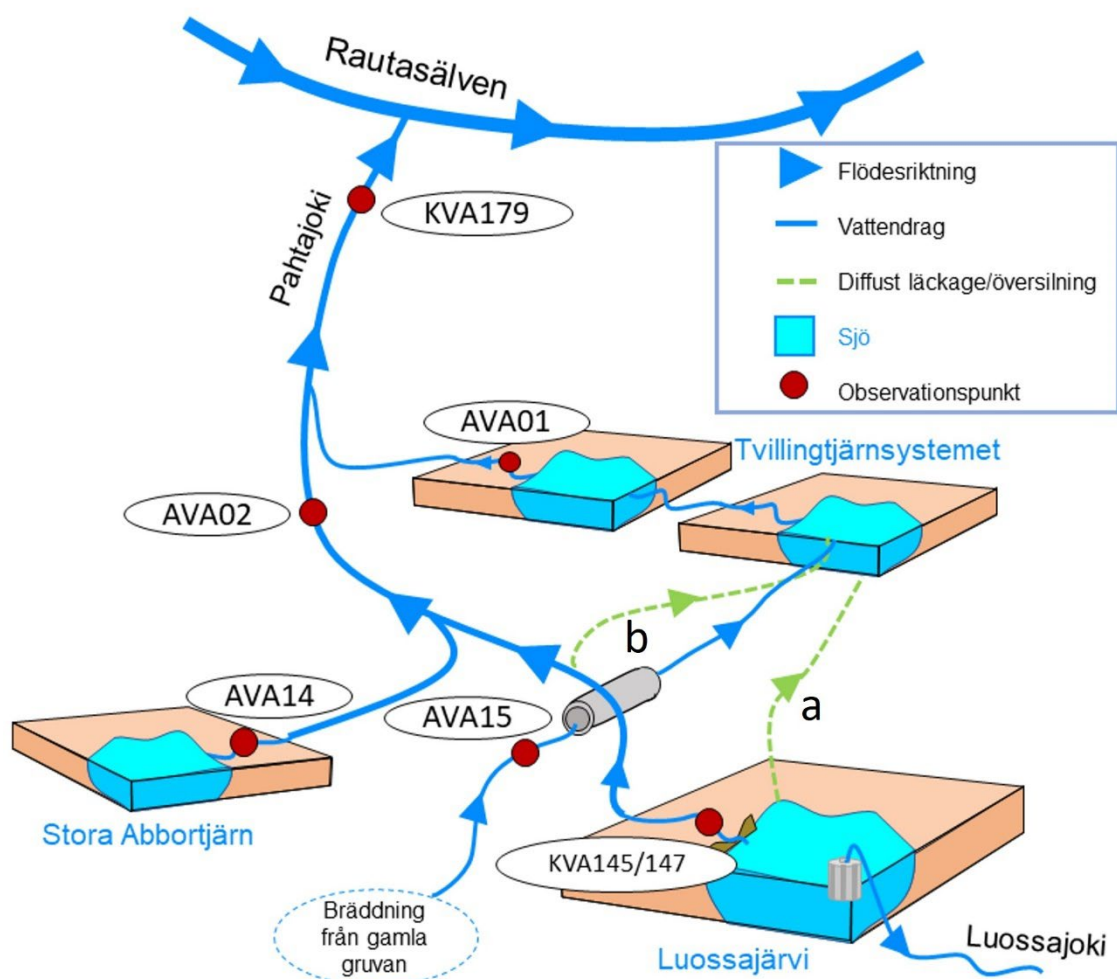 Rautasälven
Flödesriktning
Vattendrag
Diffust läckage/översilning
Sjö
Observationspunkt
KVA179
Pahtajoki
AVA01
Tvillingtjärnsystemet
AVA02
b
a
AVA14
AVA15
Stora Abbortjärn
KVA145/147
Bräddning
från gamla
gruvan
Luossajärvi
Luossajoki